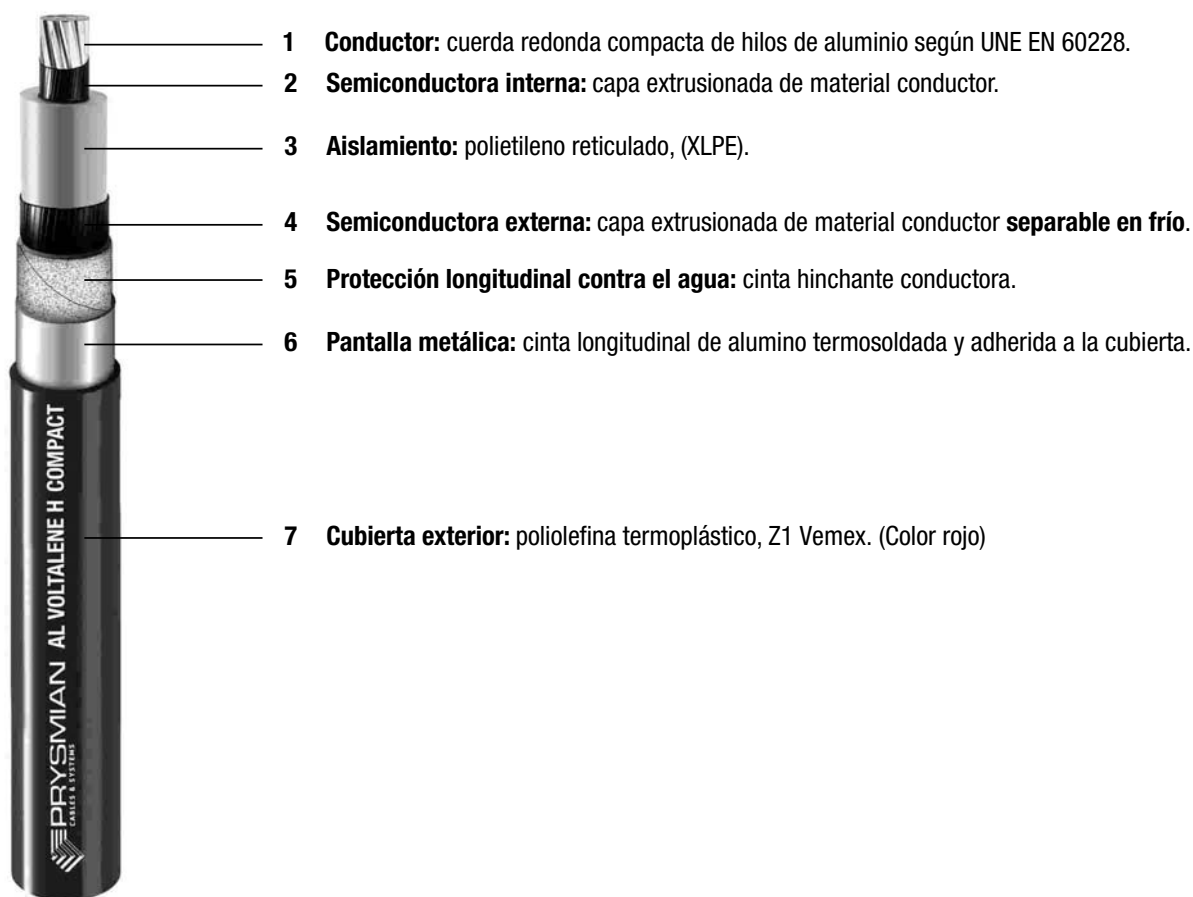 1 Conductor: cuerda redonda compacta de hilos de aluminio según UNE EN 60228.
2 Semiconductora interna: capa extrusionada de material conductor.
3 Aislamiento: polietileno reticulado, (XLPE).
4 Semiconductora externa: capa extrusionada de material conductor separable en frío.
5 Protección longitudinal contra el agua: cinta hinchante conductora.
6 Pantalla metálica: cinta longitudinal de alumino termosoldada y adherida a la cubierta.
7 Cubierta exterior: poliolefina termoplástico, Z1 Vemex. (Color rojo)
PRYSMIAN AL VOLTALENE H COMPACT
CABLES & SYSTEMS